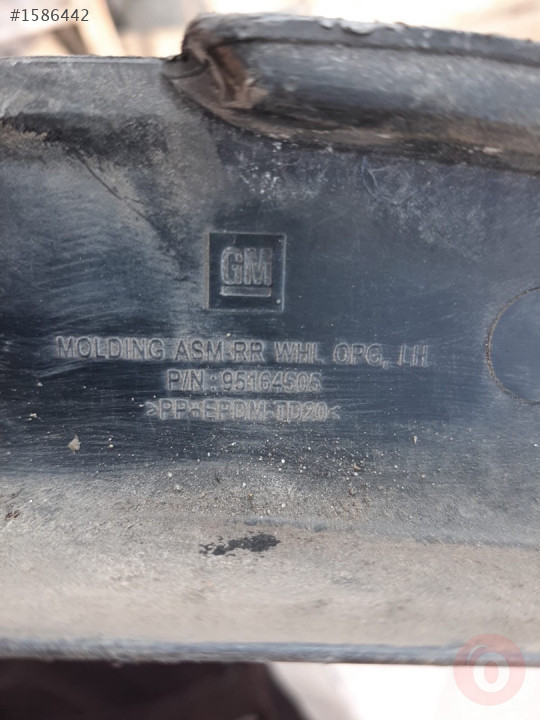 #1586442
GM
MOLDING ASM-RR WHL OPG, LH
P/N : 95164505
>PP+EPDM-TD20<